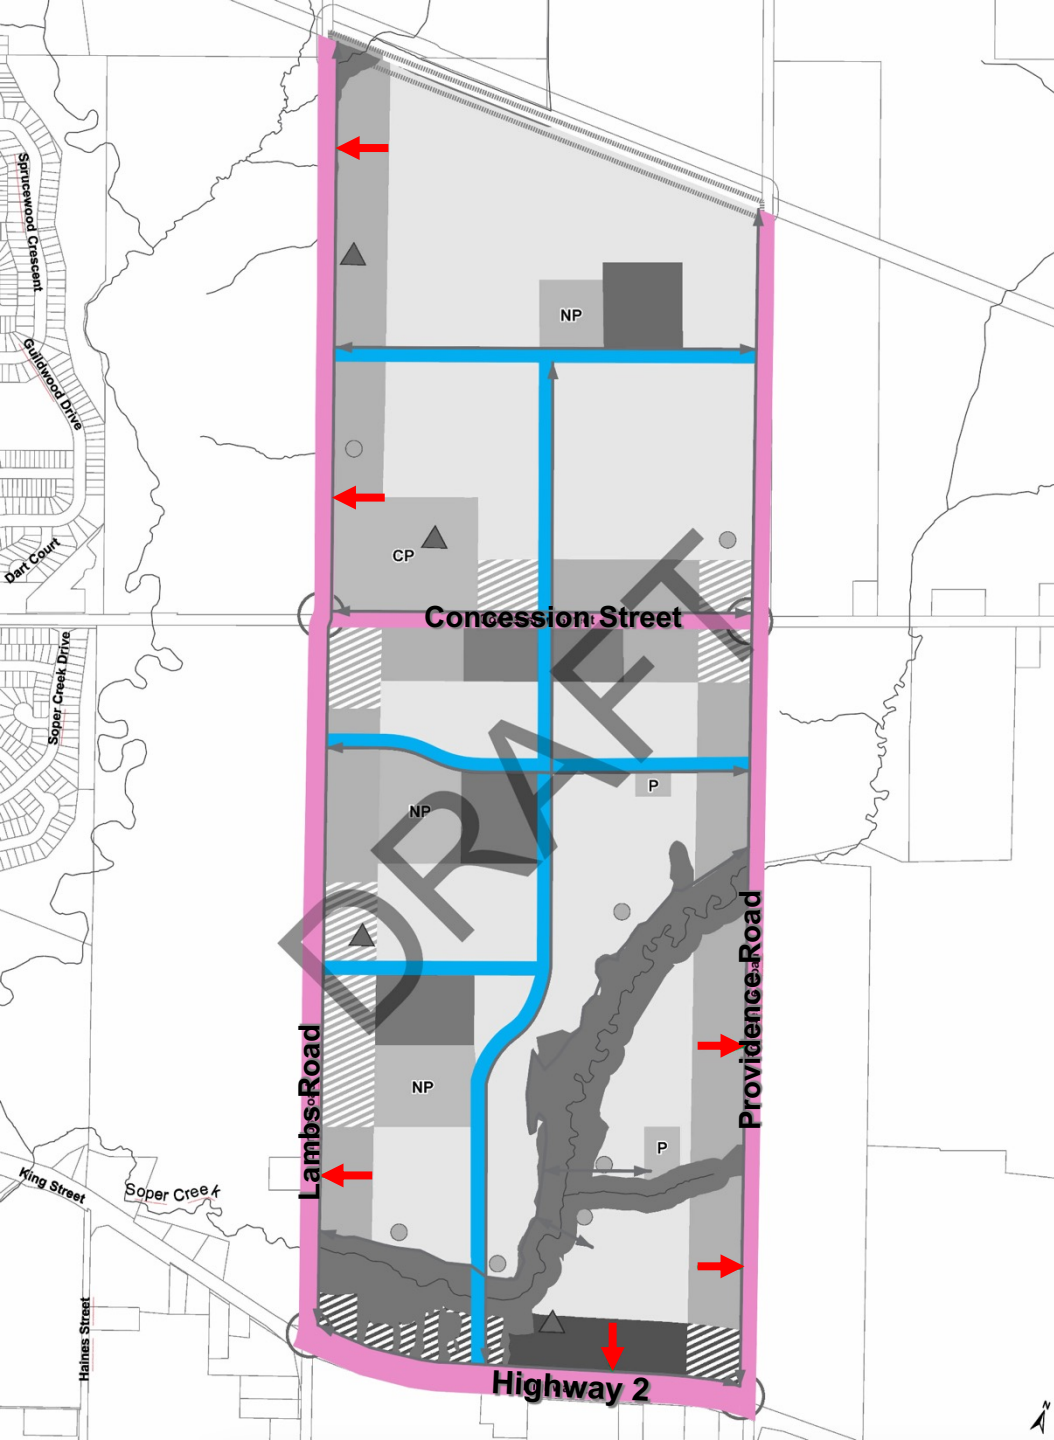 Sprucewood Crescent
Guildwood Drive
NP
Dart Court
CP
Concession Street
Soper Creek Drive
DRAFT
P
NP
Providence Road
Lambs Road
NP
P
King Street
Soper Creek
Haines Street
Highway 2
N